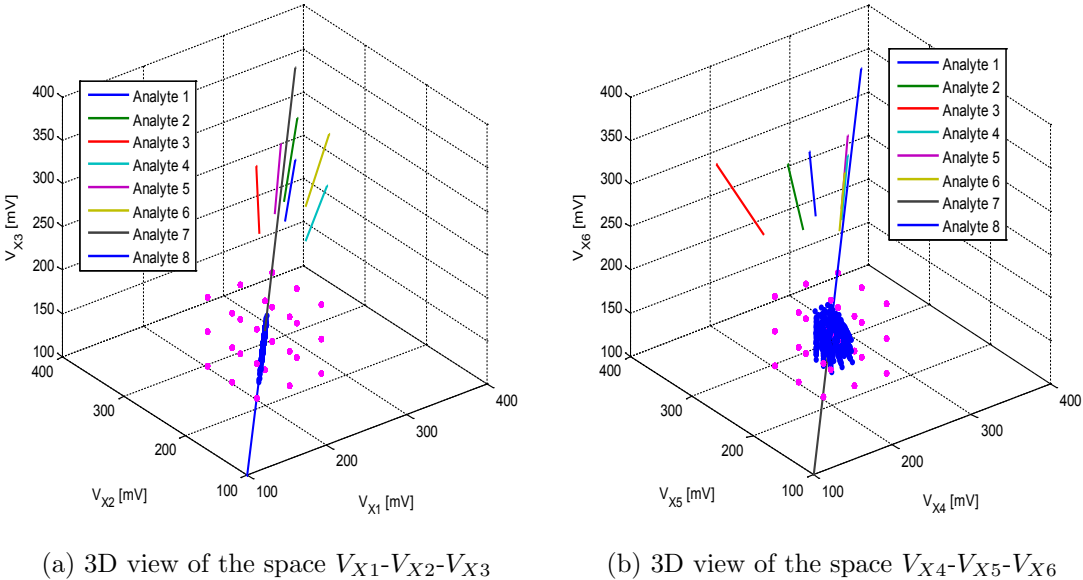 400
350
300
250
200
150
100
V_X3 [mV]
Analyte 1
Analyte 2
Analyte 3
Analyte 4
Analyte 5
Analyte 6
Analyte 7
Analyte 8
400
300
200
100
V_X2 [mV]
100
200
300
400
V_X1 [mV]
400
350
300
250
200
150
100
V_X6 [mV]
Analyte 1
Analyte 2
Analyte 3
Analyte 4
Analyte 5
Analyte 6
Analyte 7
Analyte 8
400
300
200
100
V_X5 [mV]
100
200
300
400
V_X4 [mV]
(a) 3D view of the space V_X1-V_X2-V_X3
(b) 3D view of the space V_X4-V_X5-V_X6